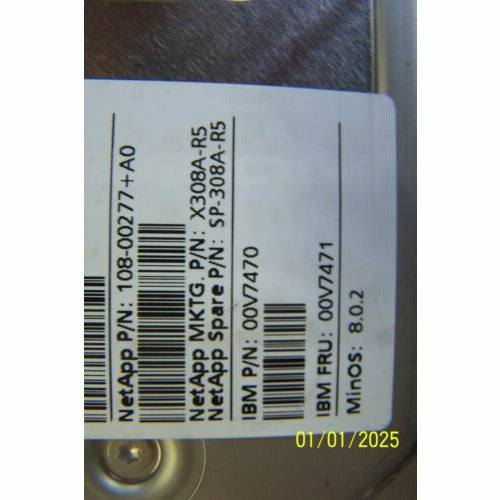 NetApp P/N: 108-00277+A0
NetApp MKTG. P/N: X308A-R5
NetApp Spare P/N: SP-308A-R5
IBM P/N: 00V7470
IBM FRU: 00V7471
MinOS: 8.0.2
01/01/2025